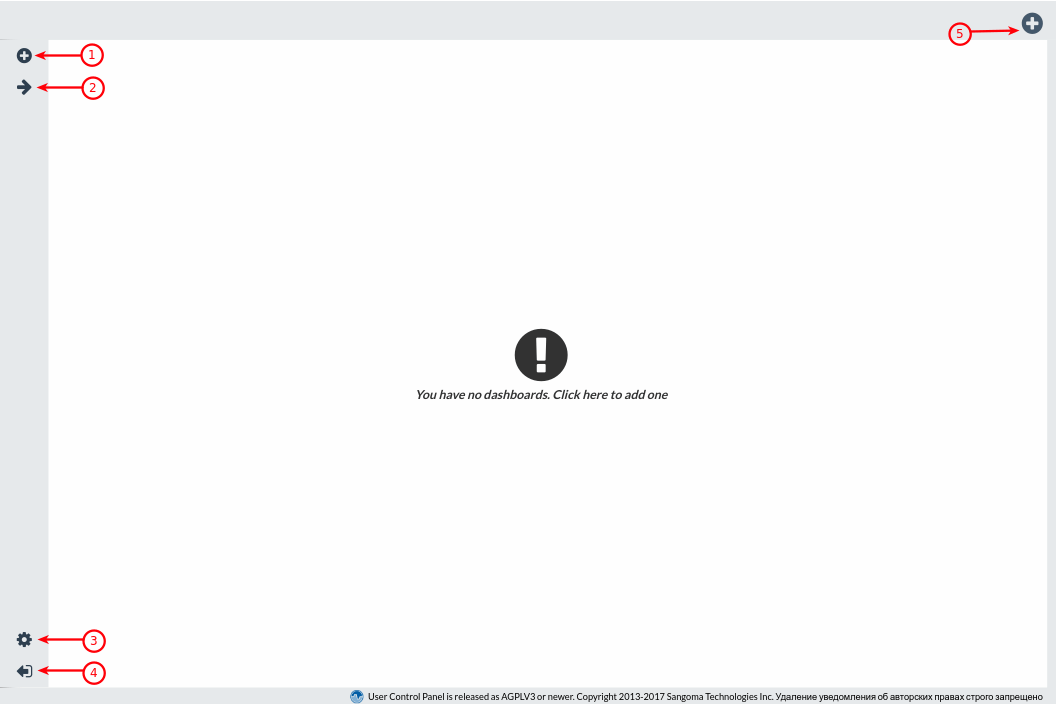 5
1
2
You have no dashboards. Click here to add one
3
4
User Control Panel is released as AGPLV3 or newer. Copyright 2013-2017 Sangoma Technologies Inc. Удаление уведомления об авторских правах строго запрещено